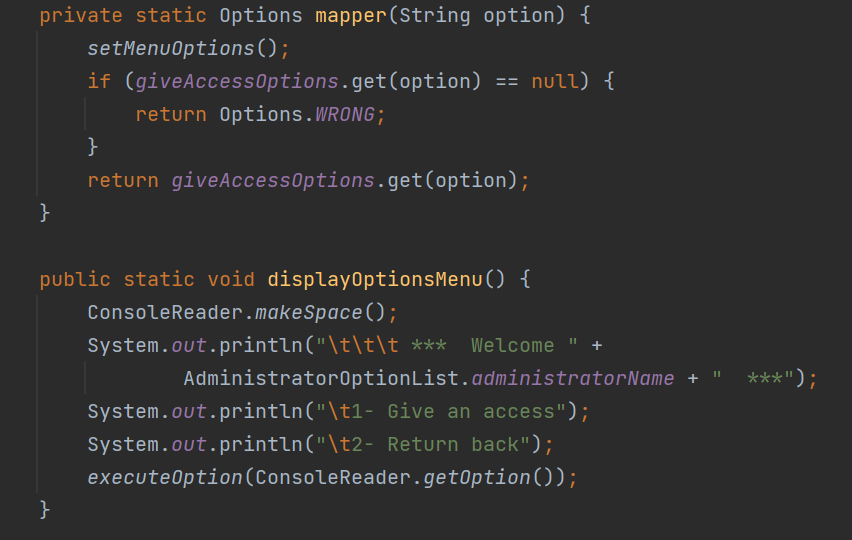 private static Options mapper(String option) {
    setMenuOptions();
    if (giveAccessOptions.get(option) == null) {
        return Options.WRONG;
    }
    return giveAccessOptions.get(option);
}

public static void displayOptionsMenu() {
    ConsoleReader.makeSpace();
    System.out.println("\t\t\t ***  Welcome " +
            AdministratorOptionList.administratorName + "  ***");
    System.out.println("\t1- Give an access");
    System.out.println("\t2- Return back");
    executeOption(ConsoleReader.getOption());
}